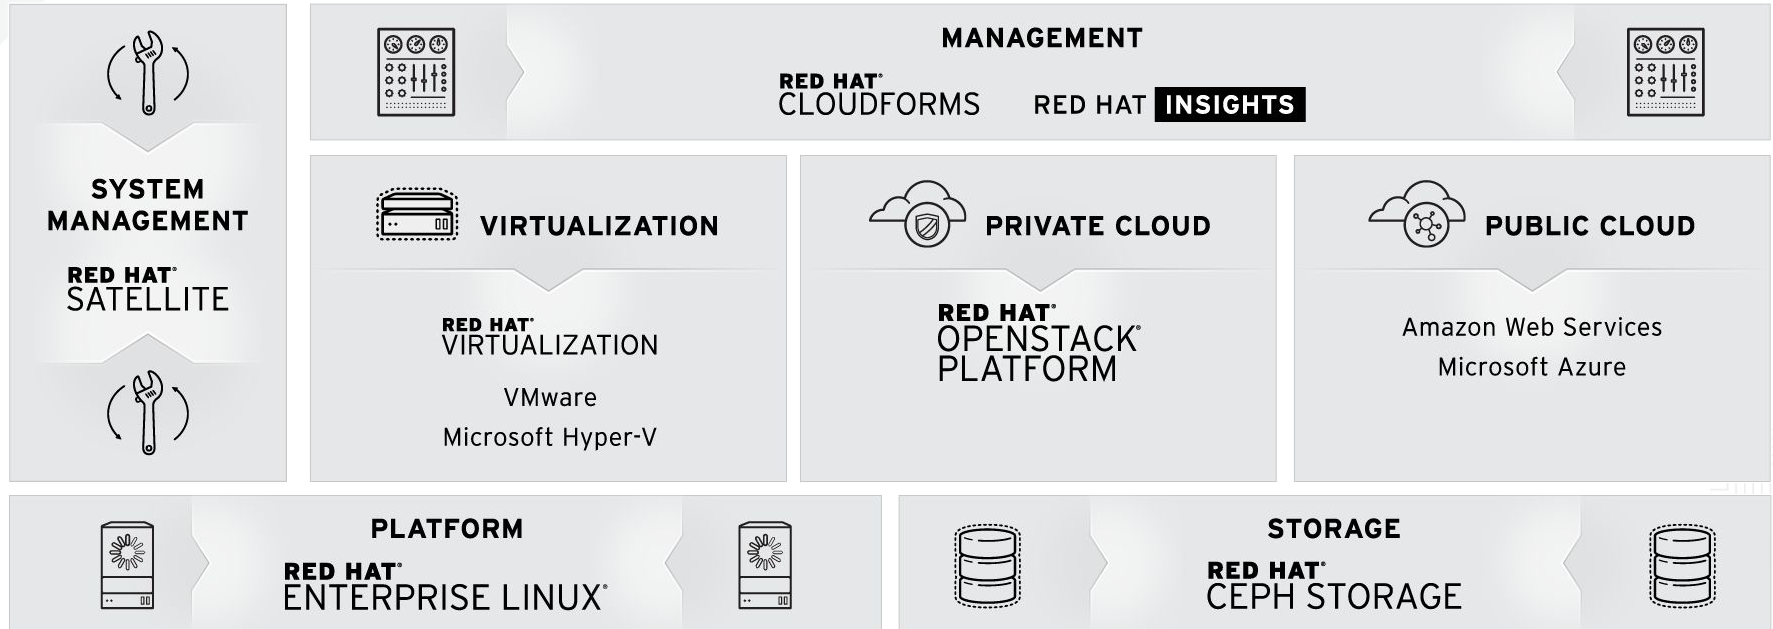 SYSTEM
MANAGEMENT
RED HAT®
SATELLITE
MANAGEMENT
RED HAT®
CLOUDFORMS
RED HAT INSIGHTS
VIRTUALIZATION
RED HAT®
VIRTUALIZATION
VMware
Microsoft Hyper-V
PRIVATE CLOUD
RED HAT®
OPENSTACK®
PLATFORM
PUBLIC CLOUD
Amazon Web Services
Microsoft Azure
PLATFORM
RED HAT®
ENTERPRISE LINUX®
STORAGE
RED HAT®
CEPH STORAGE